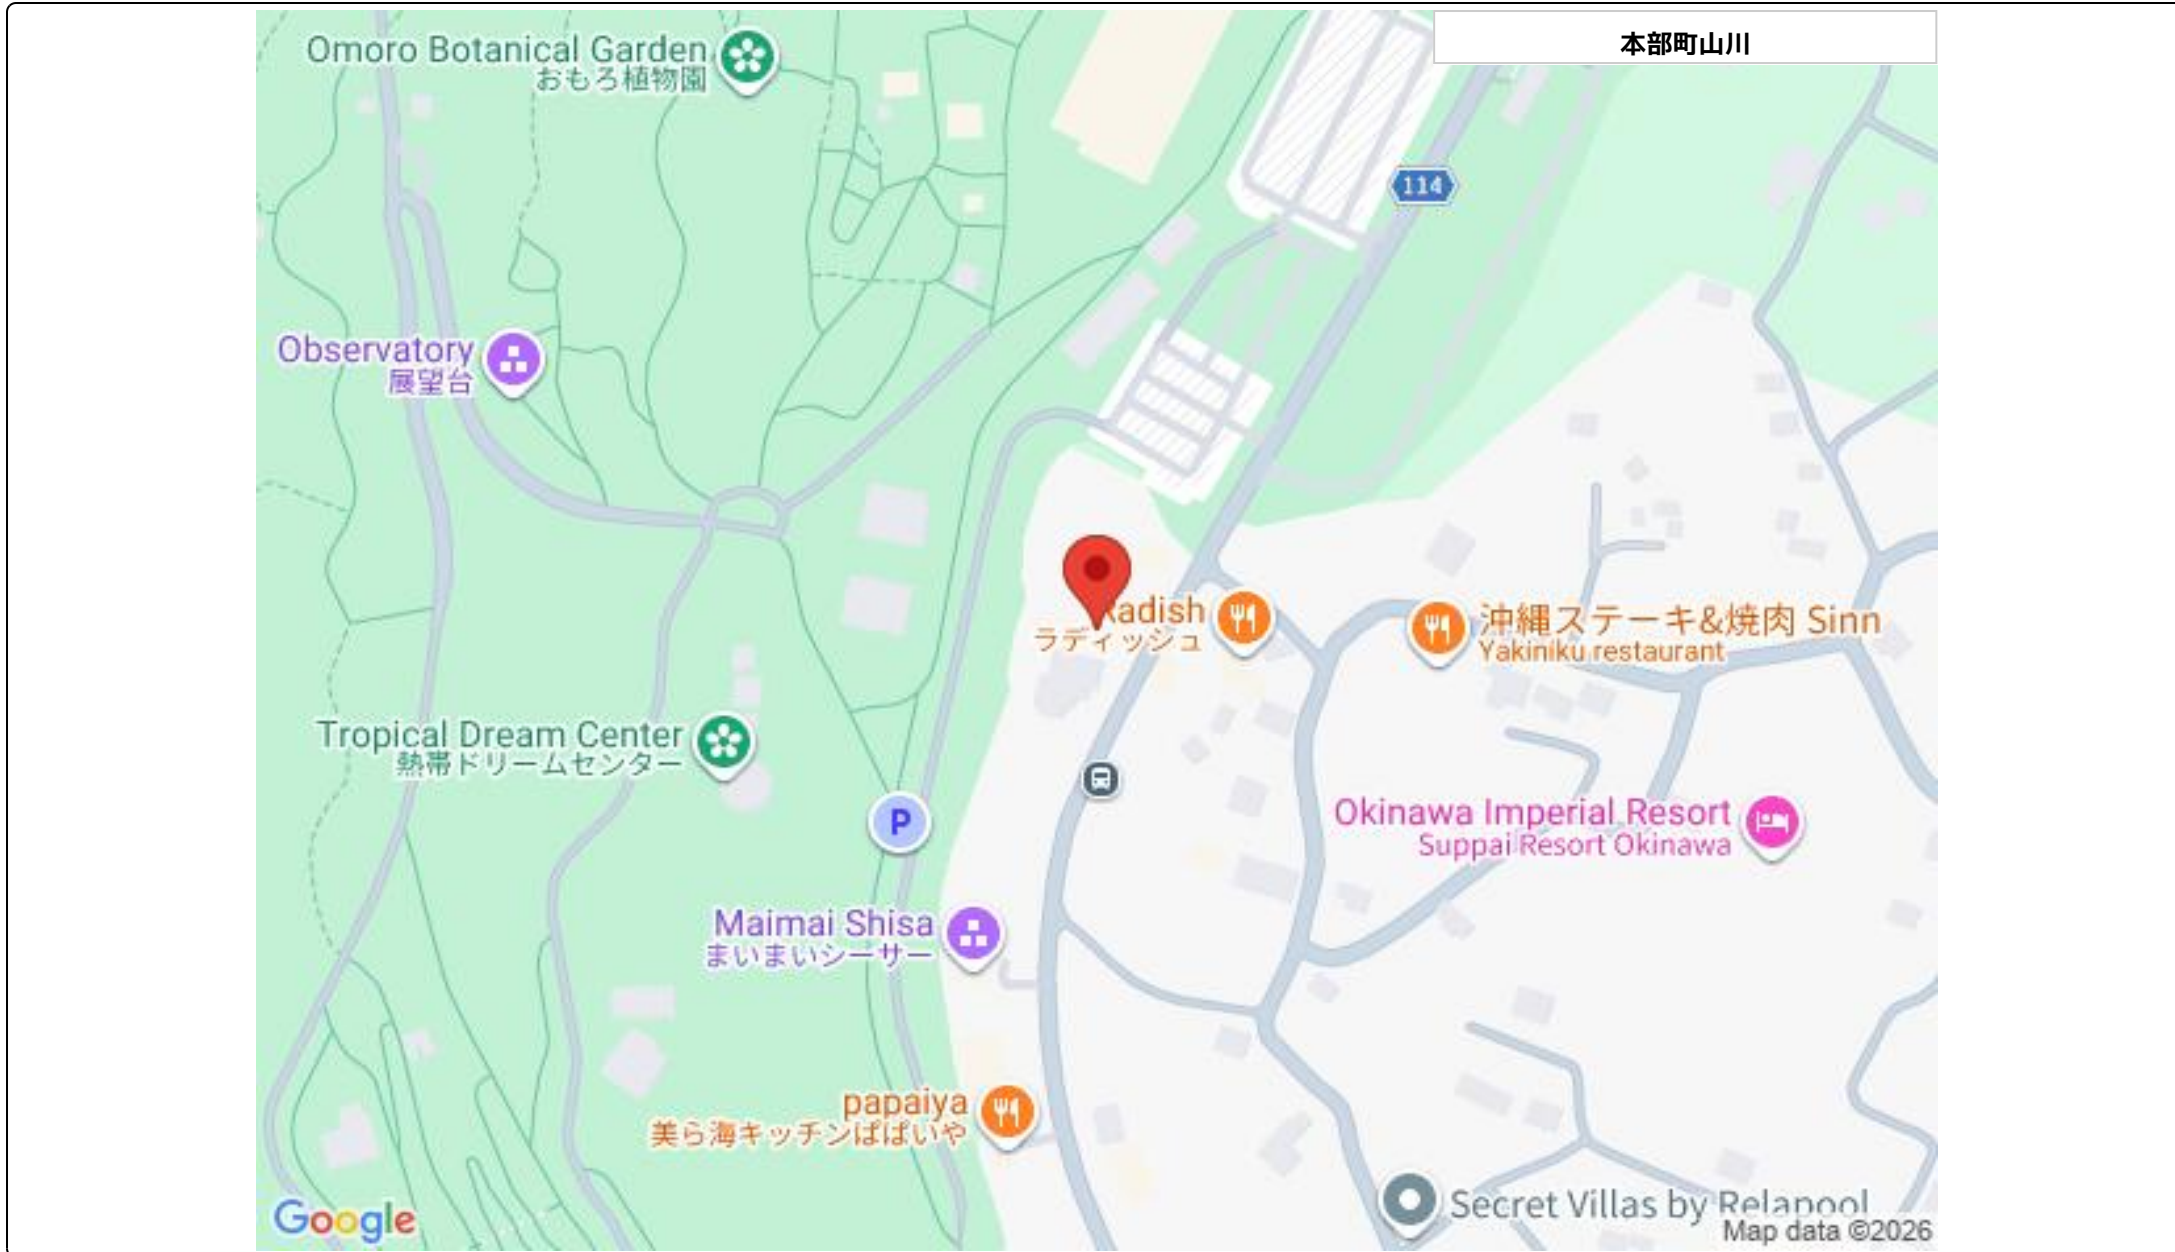 本部町山川
Omoro Botanical Garden
おもろ植物園
114
Observatory
展望台
Radish
ラディッシュ
沖縄ステーキ&焼肉 Sinn
Yakiniku restaurant
Tropical Dream Center
熱帯ドリームセンター
P
Okinawa Imperial Resort
Suppai Resort Okinawa
Maimai Shisa
まいまいシーサー
papaiya
美ら海キッチンぱぱいや
Secret Villas by Relapool
Google
Map data ©2026